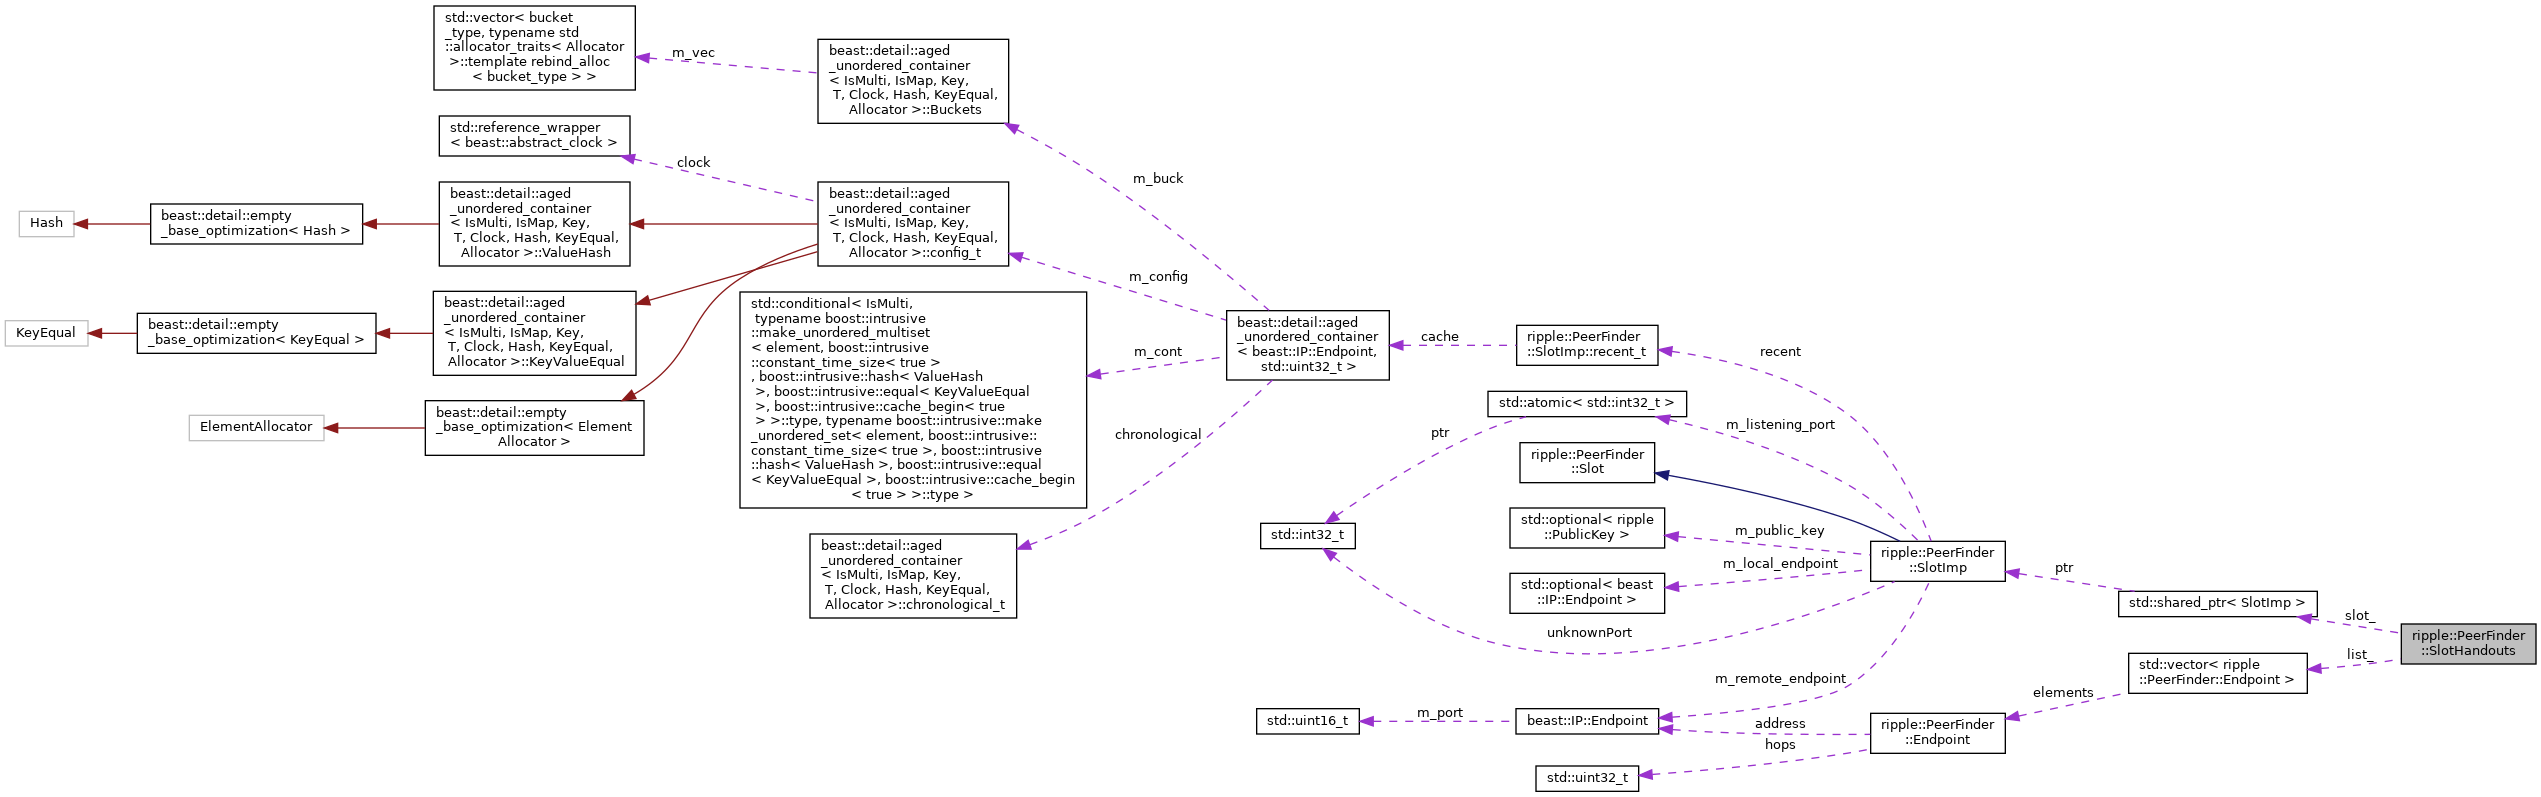 std::vector< bucket
_type, typename std
::allocator_traits< Allocator
>::template rebind_alloc
< bucket_type > >
m_vec
beast::detail::aged
_unordered_container
< IsMulti, IsMap, Key,
T, Clock, Hash, KeyEqual,
Allocator >::Buckets
std::reference_wrapper
< beast::abstract_clock >
clock
m_buck
Hash
beast::detail::empty
_base_optimization< Hash >
beast::detail::aged
_unordered_container
< IsMulti, IsMap, Key,
T, Clock, Hash, KeyEqual,
Allocator >::ValueHash
beast::detail::aged
_unordered_container
< IsMulti, IsMap, Key,
T, Clock, Hash, KeyEqual,
Allocator >::config_t
m_config
KeyEqual
beast::detail::empty
_base_optimization< KeyEqual >
beast::detail::aged
_unordered_container
< IsMulti, IsMap, Key,
T, Clock, Hash, KeyEqual,
Allocator >::KeyValueEqual
std::conditional< IsMulti,
typename boost::intrusive
::make_unordered_multiset
< element, boost::intrusive
::constant_time_size< true >
, boost::intrusive::hash< ValueHash
>, boost::intrusive::equal< KeyValueEqual
>, boost::intrusive::cache_begin< true
> >::type, typename boost::intrusive::make
_unordered_set< element, boost::intrusive::
constant_time_size< true >, boost::intrusive
::hash< ValueHash >, boost::intrusive::equal
< KeyValueEqual >, boost::intrusive::cache_begin
< true > >::type >
m_cont
beast::detail::aged
_unordered_container
< beast::IP::Endpoint,
std::uint32_t >
cache
ripple::PeerFinder
::SlotImp::recent_t
recent
ElementAllocator
beast::detail::empty
_base_optimization< Element
Allocator >
chronological
beast::detail::aged
_unordered_container
< IsMulti, IsMap, Key,
T, Clock, Hash, KeyEqual,
Allocator >::chronological_t
std::atomic< std::int32_t >
m_listening_port
ptr
ripple::PeerFinder
::Slot
std::int32_t
std::optional< ripple
::PublicKey >
m_public_key
std::optional< beast
::IP::Endpoint >
m_local_endpoint
unknownPort
ripple::PeerFinder
::SlotImp
ptr
std::shared_ptr< SlotImp >
slot_
ripple::PeerFinder
::SlotHandouts
list_
std::vector< ripple
::PeerFinder::Endpoint >
elements
m_remote_endpoint
std::uint16_t
m_port
beast::IP::Endpoint
address
ripple::PeerFinder
::Endpoint
hops
std::uint32_t